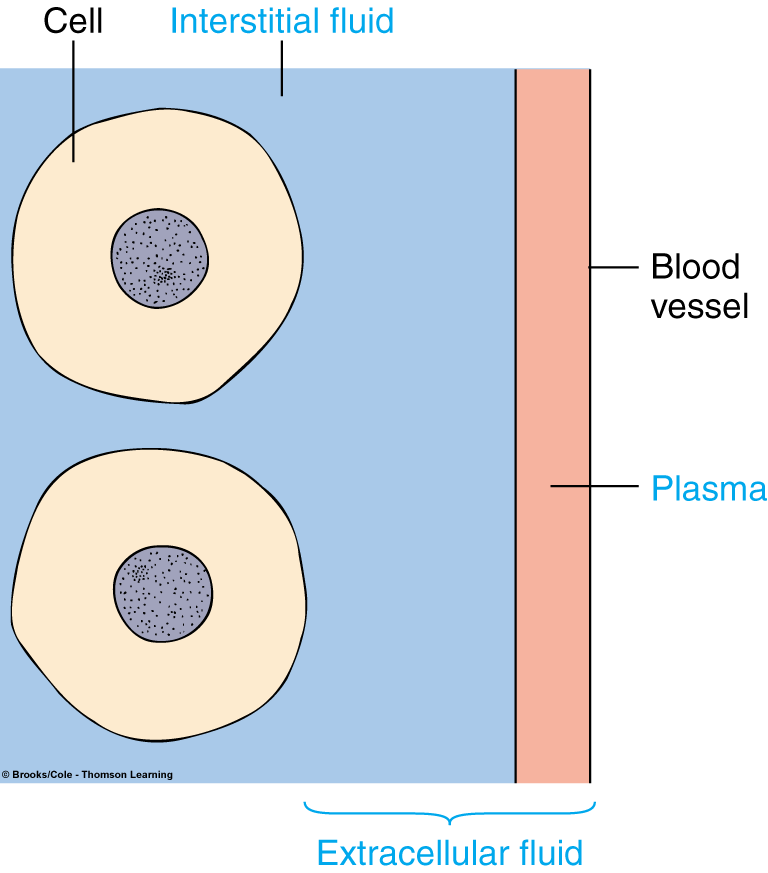 Cell
Interstitial fluid
Blood
vessel
Plasma
© Brooks/Cole - Thomson Learning
Extracellular fluid